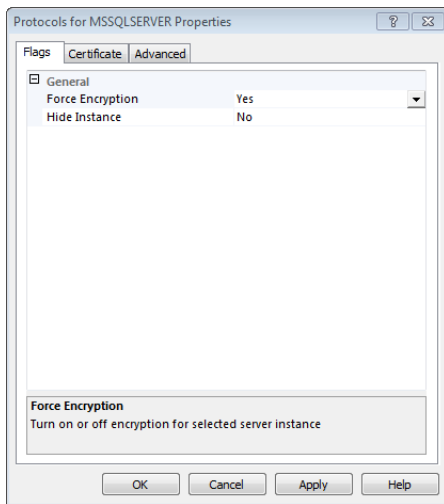 Protocols for MSSQLSERVER Properties
Flags Certificate Advanced
General
Force Encryption Yes
Hide Instance No
Force Encryption
Turn on or off encryption for selected server instance
OK Cancel Apply Help